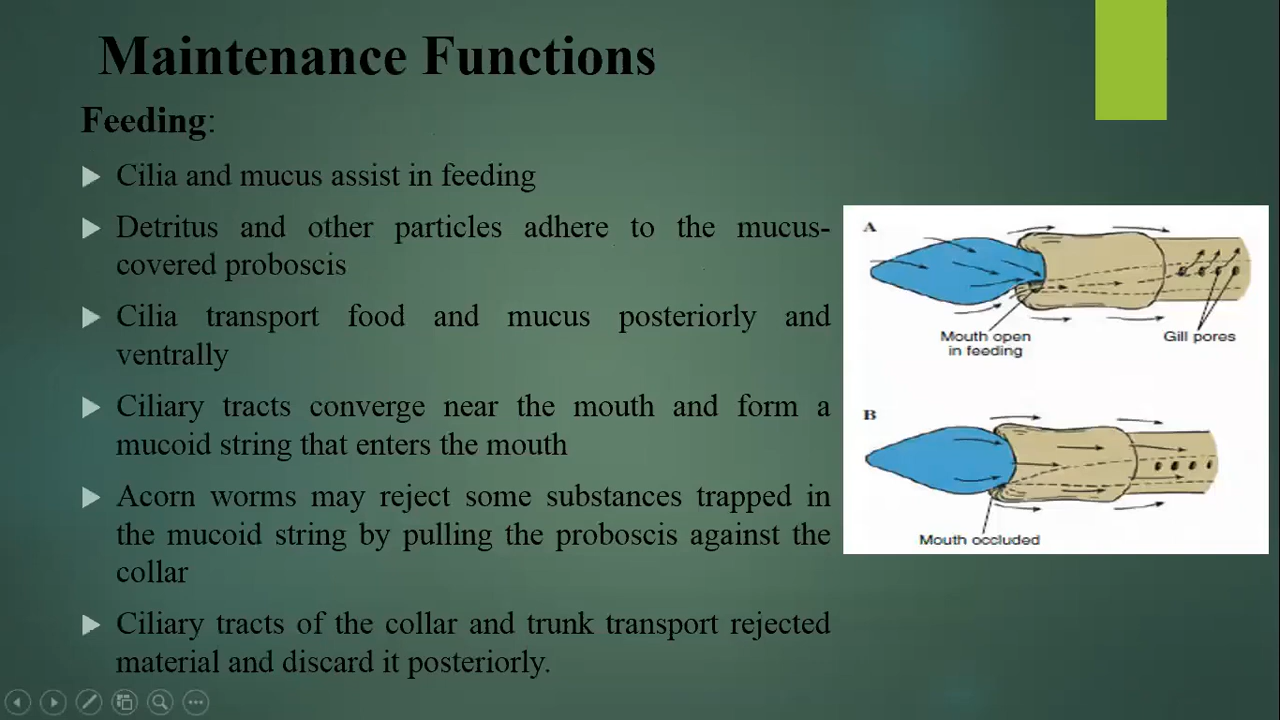 Maintenance Functions
Feeding:
Cilia and mucus assist in feeding
Detritus and other particles adhere to the mucus-
covered proboscis
Cilia transport food and mucus posteriorly and
ventrally
Ciliary tracts converge near the mouth and form a
mucoid string that enters the mouth
Acorn worms may reject some substances trapped in
the mucoid string by pulling the proboscis against the
collar
Ciliary tracts of the collar and trunk transport rejected
material and discard it posteriorly.
A
Mouth open
in feeding
Gill pores
B
Mouth occluded